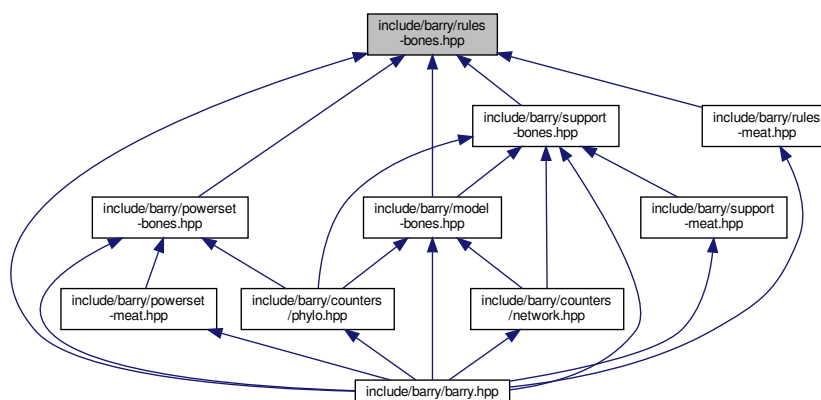 include/barry/rules
-bones.hpp
include/barry/support
-bones.hpp
include/barry/rules
-meat.hpp
include/barry/powerset
-bones.hpp
include/barry/model
-bones.hpp
include/barry/support
-meat.hpp
include/barry/powerset
-meat.hpp
include/barry/counters
/phylo.hpp
include/barry/counters
/network.hpp
include/barry/barry.hpp